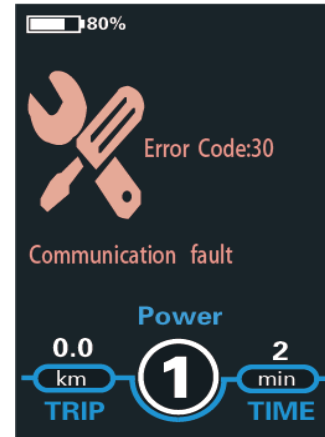 80%
Error Code:30
Communication fault
Power
0.0 1 2
km min
TRIP TIME